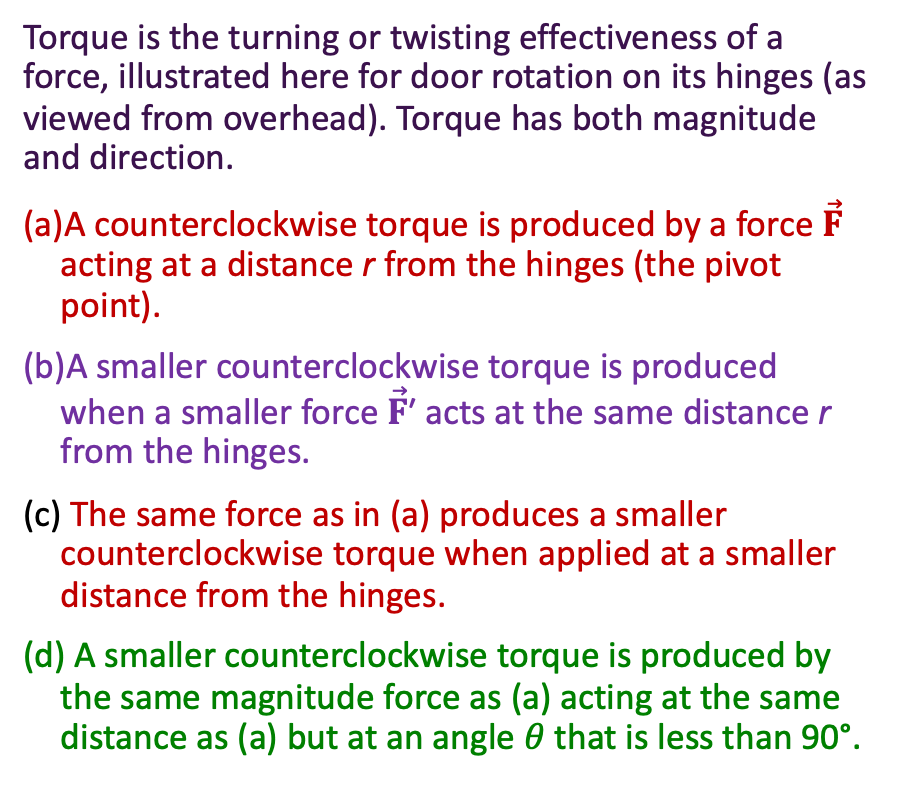 Torque is the turning or twisting effectiveness of a
force, illustrated here for door rotation on its hinges (as
viewed from overhead). Torque has both magnitude
and direction.
(a)A counterclockwise torque is produced by a force F⃗
acting at a distance r from the hinges (the pivot
point).
(b)A smaller counterclockwise torque is produced
when a smaller force F⃗′ acts at the same distance r
from the hinges.
(c) The same force as in (a) produces a smaller
counterclockwise torque when applied at a smaller
distance from the hinges.
(d) A smaller counterclockwise torque is produced by
the same magnitude force as (a) acting at the same
distance as (a) but at an angle θ that is less than 90°.